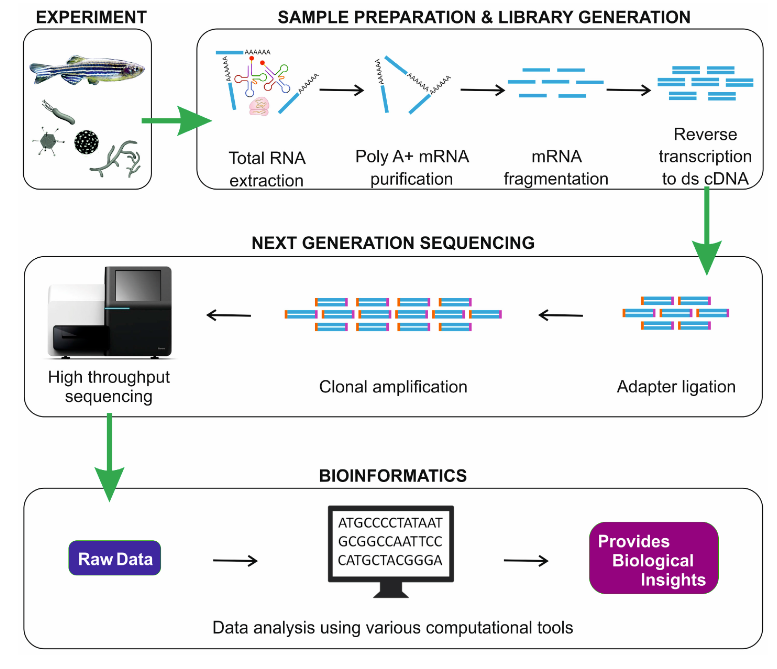 EXPERIMENT
SAMPLE PREPARATION & LIBRARY GENERATION
AAAAAA
AAAAAA
AAAAAA
AAAAAA
AAAAAA
AAAAAA
Total RNA
extraction
Poly A+ mRNA
purification
mRNA
fragmentation
Reverse
transcription
to ds cDNA
NEXT GENERATION SEQUENCING
High throughput
sequencing
Clonal amplification
Adapter ligation
BIOINFORMATICS
Raw Data
ATGCCCCTATAAT
GCGGCCAATTCC
CATGCTACGGGA
Provides
Biological
Insights
Data analysis using various computational tools